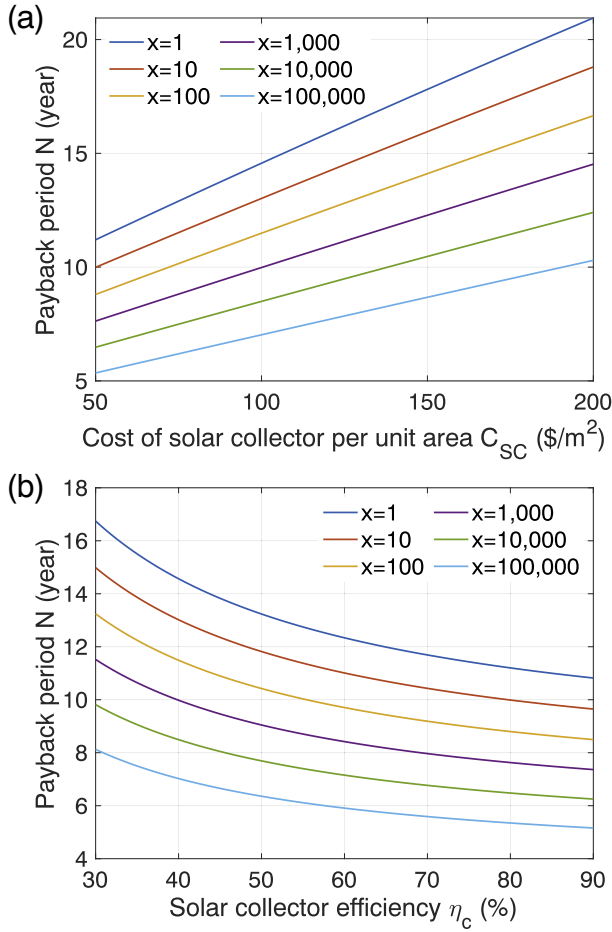 (a)
x=1 x=1,000
x=10 x=10,000
x=100 x=100,000
Payback period N (year)
20
15
10
5
50 100 150 200
Cost of solar collector per unit area C_SC ($/m²)
(b)
x=1 x=1,000
x=10 x=10,000
x=100 x=100,000
Payback period N (year)
18
16
14
12
10
8
6
4
30 40 50 60 70 80 90
Solar collector efficiency η_c (%)